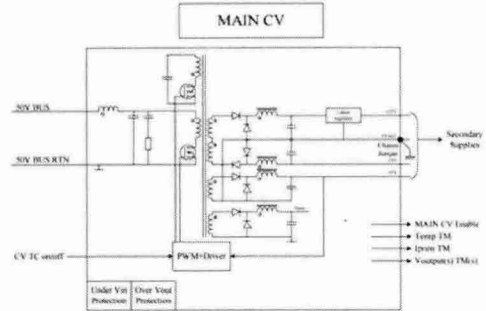 MAIN CV
50V BUS
50V BUS RTN
Secondary
Supplies
MAIN CV Enable
Temp TM
Iprim TM
Voutput(s) TM(s)
CV TC on/off
PWM+Driver
Under Vin
Protection
Over Vout
Protection